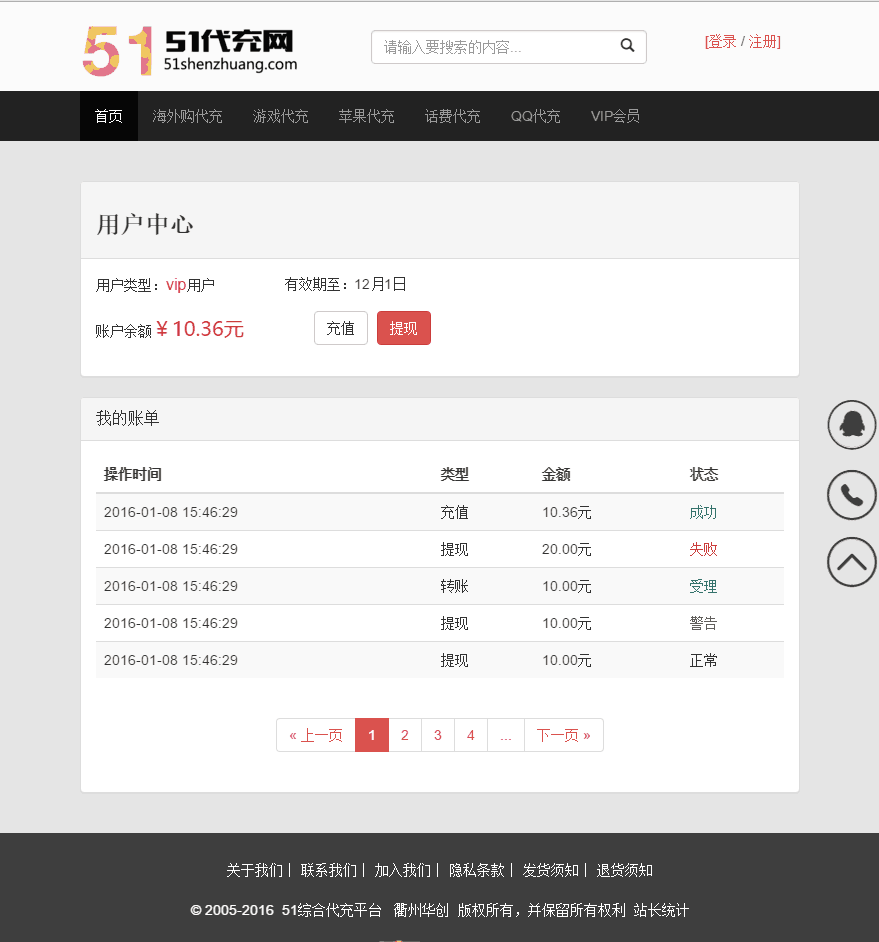 51 51代充网
51shenzhuang.com
请输入要搜索的内容...
[登录 / 注册]
首页 海外购代充 游戏代充 苹果代充 话费代充 QQ代充 VIP会员
用户中心
用户类型：vip用户 有效期至：12月1日
账户余额 ¥ 10.36元 充值 提现
我的账单
操作时间 类型 金额 状态
2016-01-08 15:46:29 充值 10.36元 成功
2016-01-08 15:46:29 提现 20.00元 失败
2016-01-08 15:46:29 转账 10.00元 受理
2016-01-08 15:46:29 提现 10.00元 警告
2016-01-08 15:46:29 提现 10.00元 正常
« 上一页 1 2 3 4 ... 下一页 »
关于我们 | 联系我们 | 加入我们 | 隐私条款 | 发货须知 | 退货须知
© 2005-2016 51综合代充平台 衢州华创 版权所有，并保留所有权利 站长统计